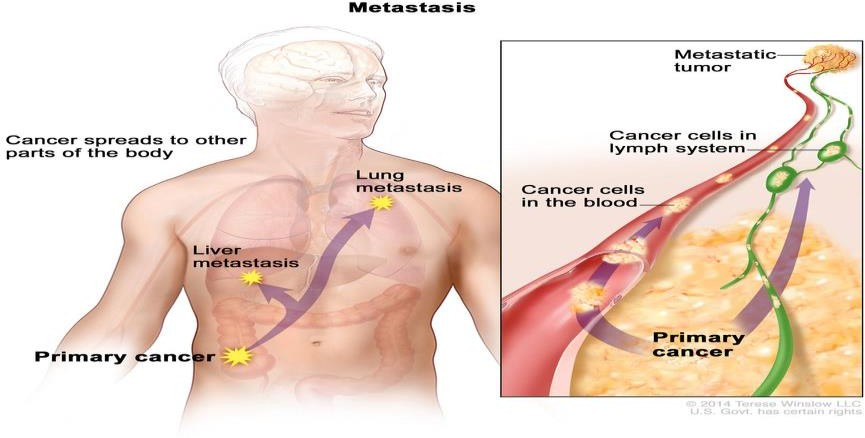 Metastasis
Cancer spreads to other
parts of the body
Lung
metastasis
Liver
metastasis
Primary cancer
Metastatic
tumor
Cancer cells in
lymph system
Cancer cells
in the blood
Primary
cancer
© 2014 Terese Winslow LLC
U.S. Govt. has certain rights